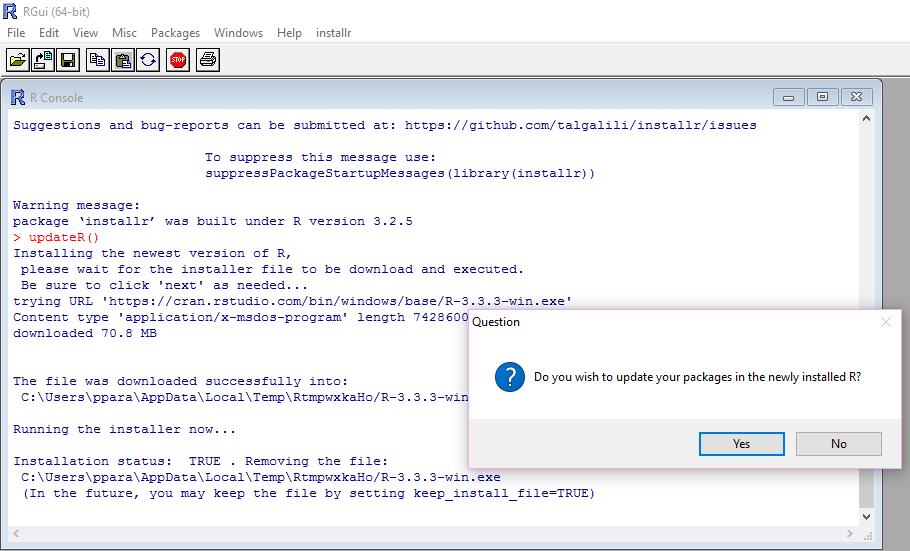 RGui (64-bit)
File Edit View Misc Packages Windows Help installr
STOP
R Console
Suggestions and bug-reports can be submitted at: https://github.com/talgalili/installr/issues
To suppress this message use:
suppressPackageStartupMessages(library(installr))
Warning message:
package ‘installr’ was built under R version 3.2.5
> updateR()
Installing the newest version of R,
please wait for the installer file to be download and executed.
Be sure to click 'next' as needed...
trying URL 'https://cran.rstudio.com/bin/windows/base/R-3.3.3-win.exe'
Content type 'application/x-msdos-program' length 7428600
downloaded 70.8 MB
The file was downloaded successfully into:
C:\Users\ppara\AppData\Local\Temp\RtmpwxkaHo/R-3.3.3-win
Running the installer now...
Installation status: TRUE . Removing the file:
C:\Users\ppara\AppData\Local\Temp\RtmpwxkaHo/R-3.3.3-win.exe
(In the future, you may keep the file by setting keep_install_file=TRUE)
Question
Do you wish to update your packages in the newly installed R?
Yes No